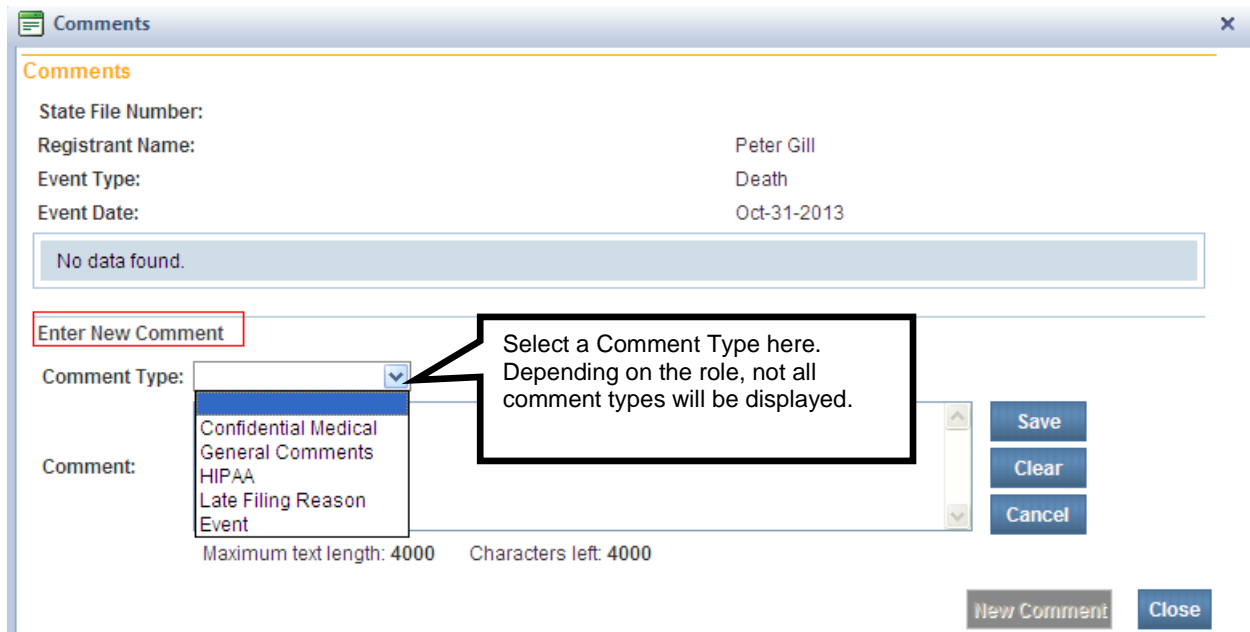 Comments
Comments
State File Number:
Registrant Name: Peter Gill
Event Type: Death
Event Date: Oct-31-2013
No data found.
Enter New Comment
Select a Comment Type here.
Depending on the role, not all
comment types will be displayed.
Comment Type:
Confidential Medical
General Comments
HIPAA
Late Filing Reason
Event
Comment:
Save
Clear
Cancel
Maximum text length: 4000 Characters left: 4000
New Comment Close